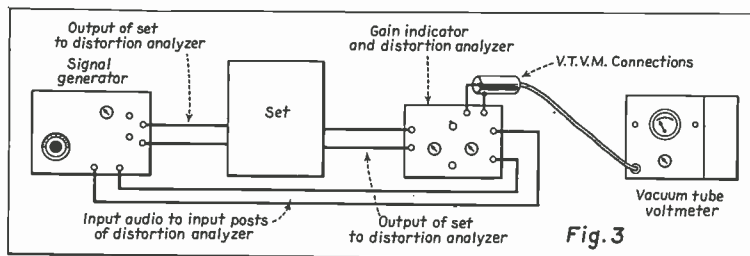 Output of set
to distortion analyzer
Signal
generator
Set
Gain indicator
and distortion analyzer
V.T.V.M. Connections
Vacuum tube
voltmeter
Input audio to input posts
of distortion analyzer
Output of set
to distortion analyzer
Fig. 3